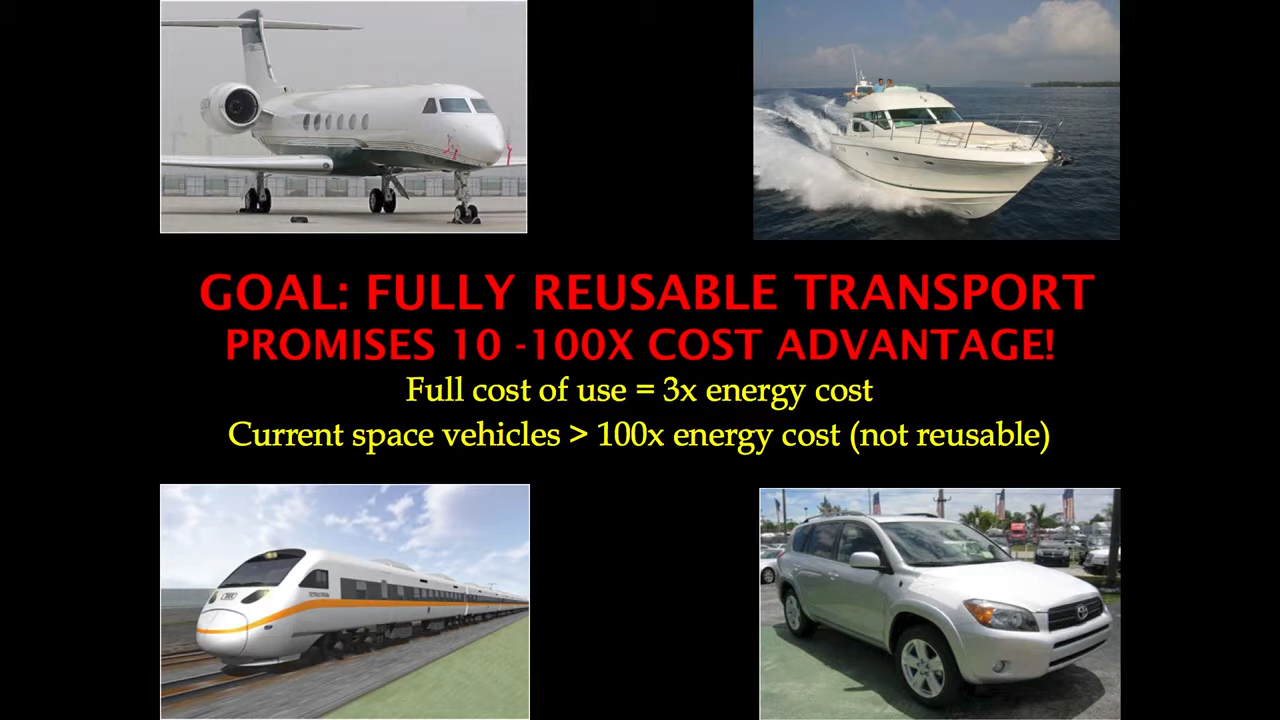 GOAL: FULLY REUSABLE TRANSPORT
PROMISES 10 -100X COST ADVANTAGE!
Full cost of use = 3x energy cost
Current space vehicles > 100x energy cost (not reusable)